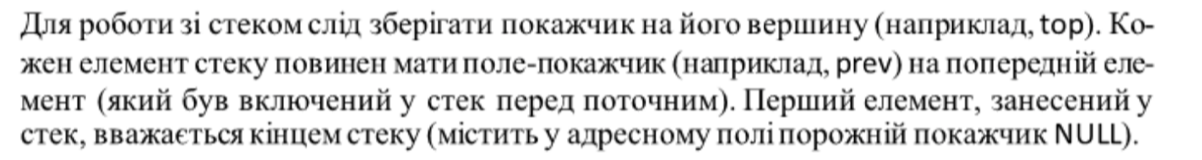 Для роботи зі стеком слід зберігати покажчик на його вершину (наприклад, top). Ко-
жен елемент стеку повинен мати поле-покажчик (наприклад, prev) на попередній еле-
мент (який був включений у стек перед поточним). Перший елемент, занесений у
стек, вважається кінцем стеку (містить у адресному полі порожній покажчик NULL).